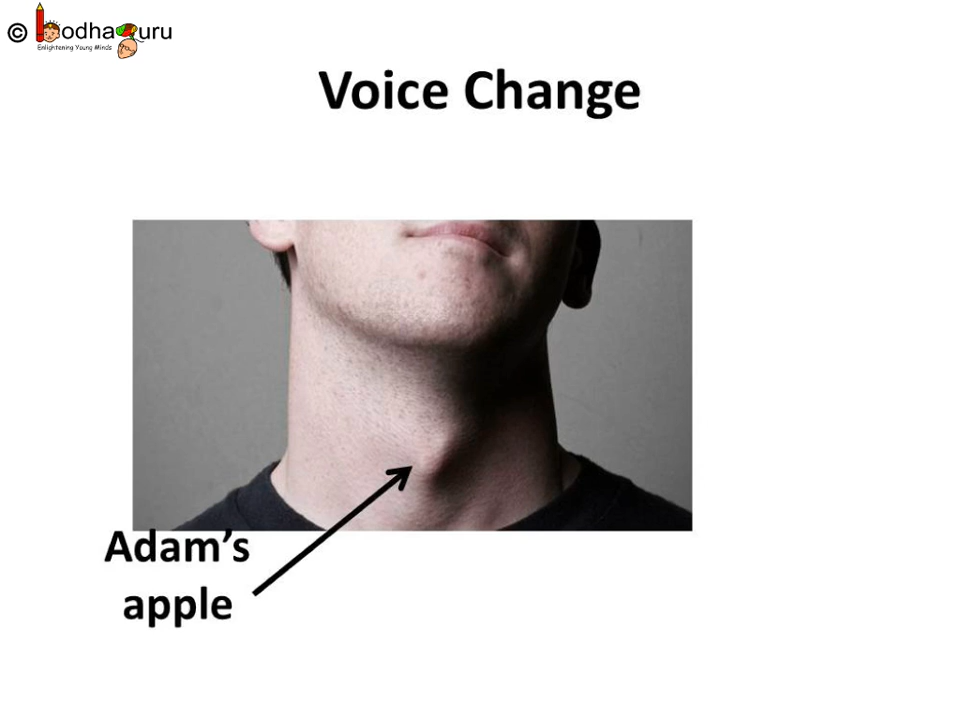 © BodhaGuru
Enlightening Young Minds
Voice Change
Adam's
apple